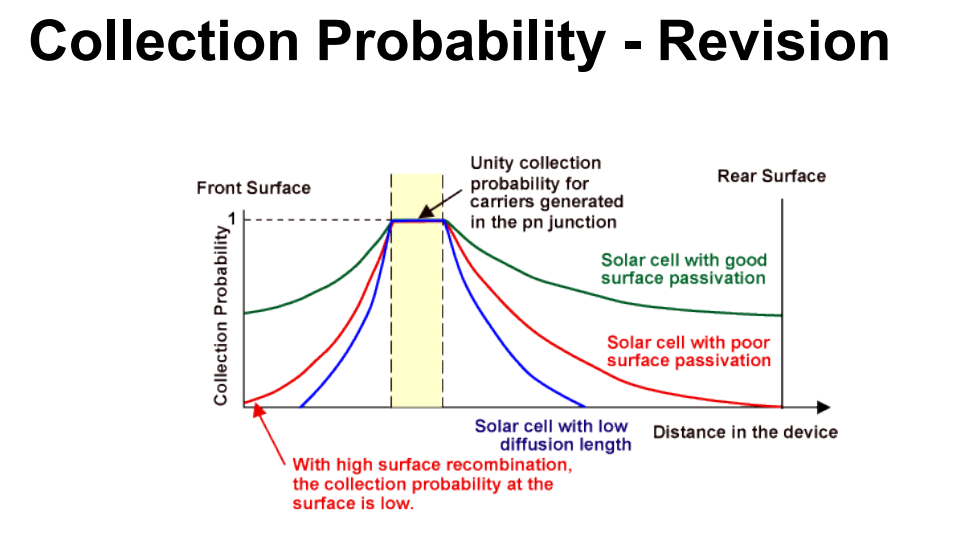 Collection Probability - Revision
Unity collection
probability for
carriers generated
in the pn junction
Front Surface
Rear Surface
1
Collection Probability
Solar cell with good
surface passivation
Solar cell with poor
surface passivation
Solar cell with low
diffusion length
Distance in the device
With high surface recombination,
the collection probability at the
surface is low.